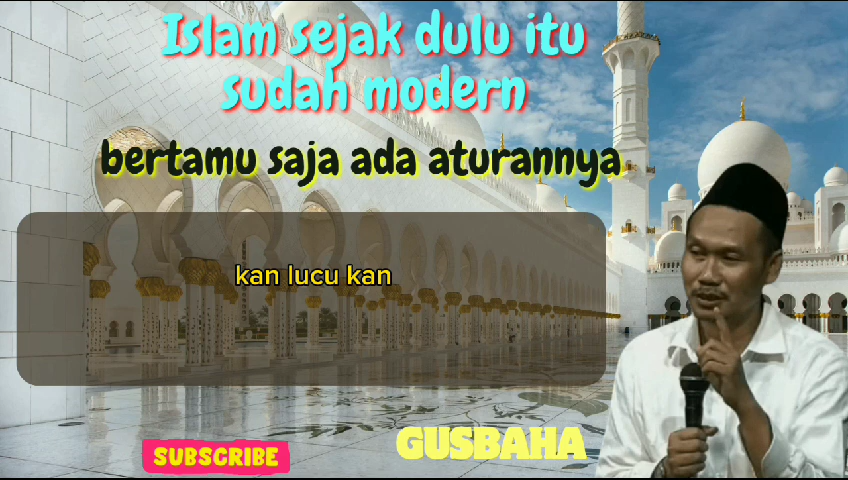 Islam sejak dulu itu
sudah modern
bertamu saja ada aturannya
kan lucu kan
SUBSCRIBE
GUSBAHA